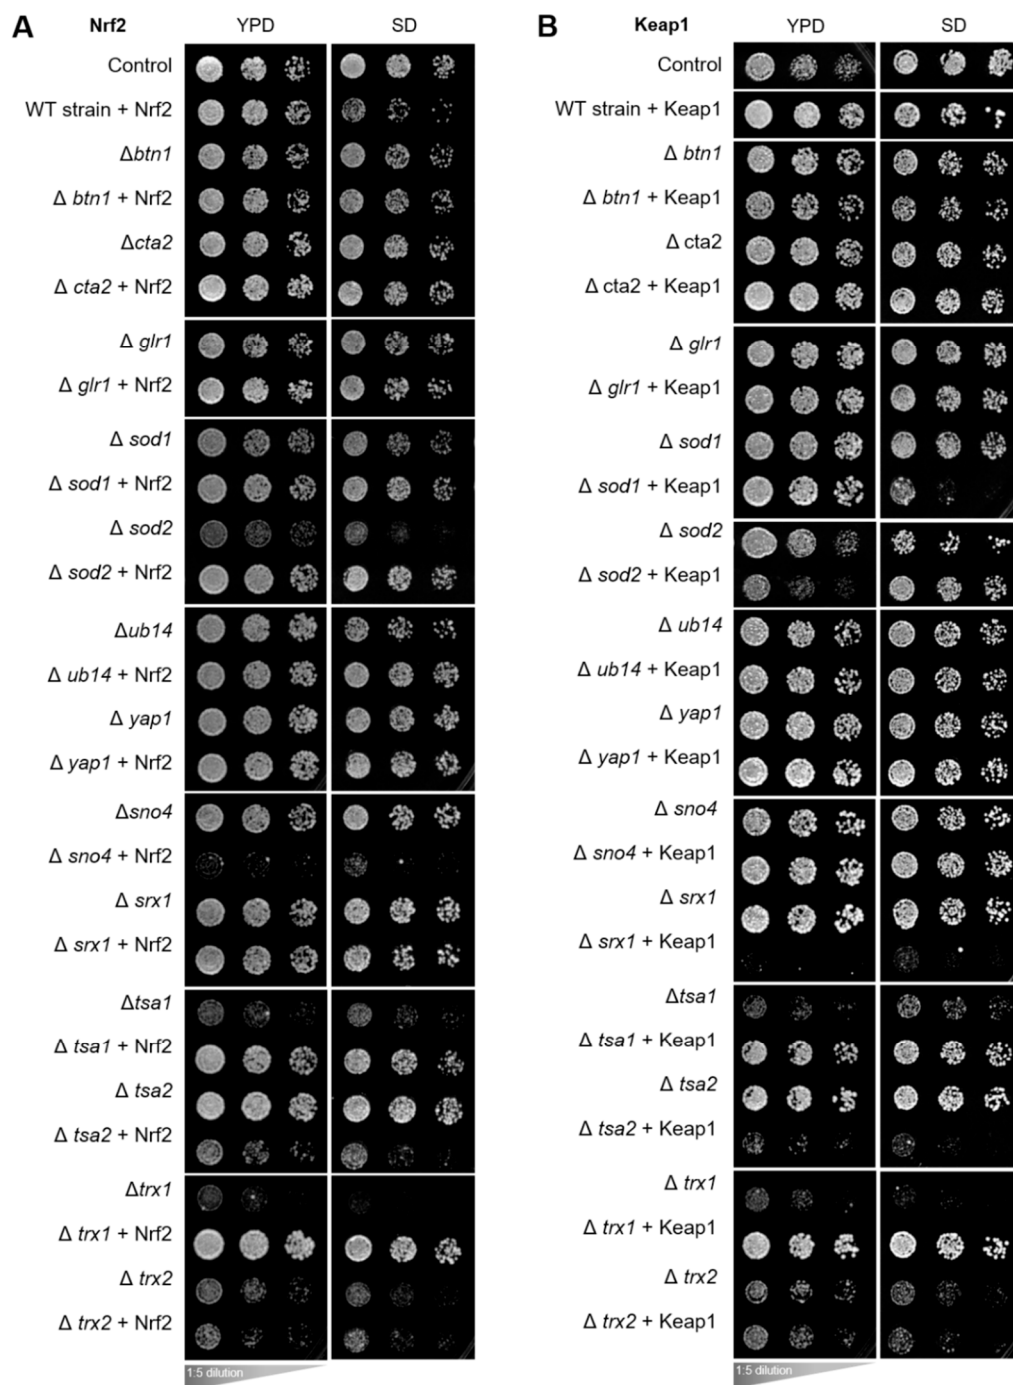 A Nrf2 YPD SD
Control
WT strain + Nrf2
Δbtn1
Δ btn1 + Nrf2
Δcta2
Δ cta2 + Nrf2
Δ glr1
Δ glr1 + Nrf2
Δ sod1
Δ sod1 + Nrf2
Δ sod2
Δ sod2 + Nrf2
Δub14
Δ ub14 + Nrf2
Δ yap1
Δ yap1 + Nrf2
Δsno4
Δ sno4 + Nrf2
Δ srx1
Δ srx1 + Nrf2
Δtsa1
Δ tsa1 + Nrf2
Δ tsa2
Δ tsa2 + Nrf2
Δtrx1
Δ trx1 + Nrf2
Δ trx2
Δ trx2 + Nrf2
1:5 dilution
B Keap1 YPD SD
Control
WT strain + Keap1
Δ btn1
Δ btn1 + Keap1
Δ cta2
Δ cta2 + Keap1
Δ glr1
Δ glr1 + Keap1
Δ sod1
Δ sod1 + Keap1
Δ sod2
Δ sod2 + Keap1
Δ ub14
Δ ub14 + Keap1
Δ yap1
Δ yap1 + Keap1
Δ sno4
Δ sno4 + Keap1
Δ srx1
Δ srx1 + Keap1
Δtsa1
Δ tsa1 + Keap1
Δ tsa2
Δ tsa2 + Keap1
Δ trx1
Δ trx1 + Keap1
Δ trx2
Δ trx2 + Keap1
1:5 dilution